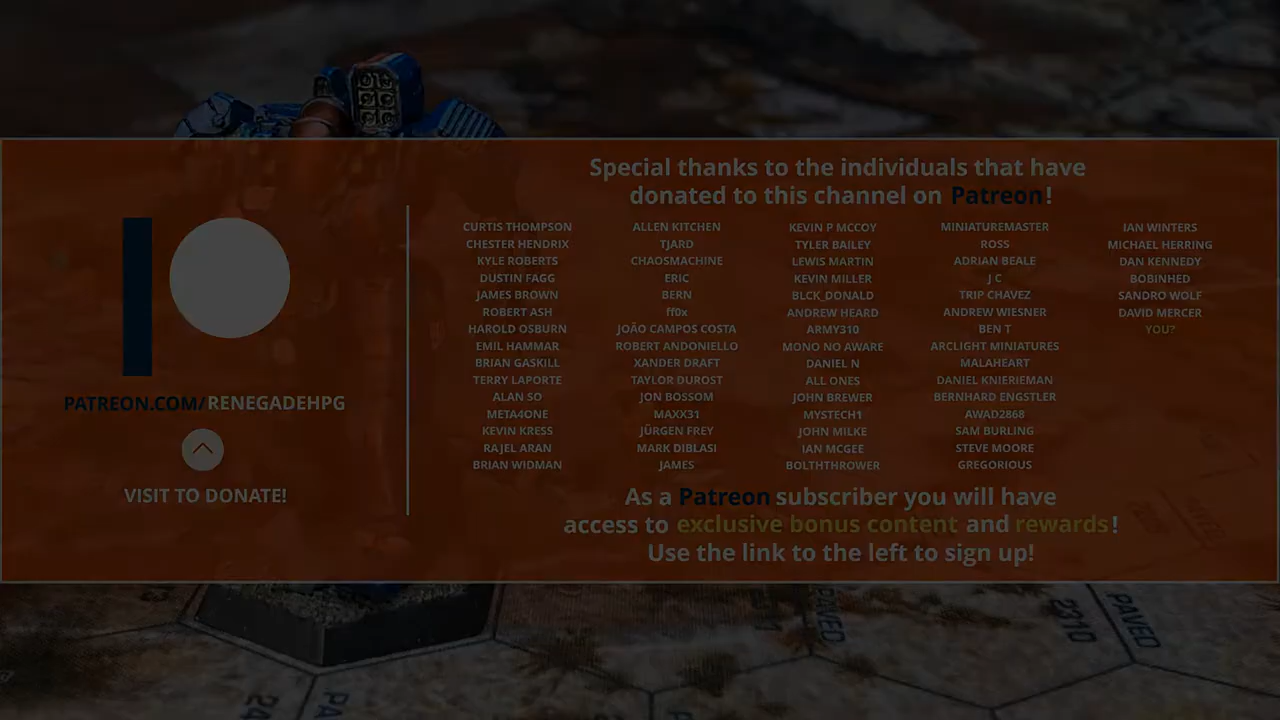 Special thanks to the individuals that have
donated to this channel on Patreon!
CURTIS THOMPSON
CHESTER HENDRIX
KYLE ROBERTS
DUSTIN FAGG
JAMES BROWN
ROBERT ASH
HAROLD OSBURN
EMIL HAMMAR
BRIAN GASKILL
TERRY LAPORTE
ALAN SO
META4ONE
KEVIN KRESS
RAJEL ARAN
BRIAN WIDMAN
ALLEN KITCHEN
TJARD
CHAOSMACHINE
ERIC
BERN
ff0x
JOÃO CAMPOS COSTA
ROBERT ANDONIELLO
XANDER DRAFT
TAYLOR DUROST
JON BOSSOM
MAXX31
JÜRGEN FREY
MARK DIBLASI
JAMES
KEVIN P MCCOY
TYLER BAILEY
LEWIS MARTIN
KEVIN MILLER
BLCK_DONALD
ANDREW HEARD
ARMY310
MONO NO AWARE
DANIEL N
ALL ONES
JOHN BREWER
MYSTECH1
JOHN MILKE
IAN MCGEE
BOLTHTHROWER
MINIATUREMASTER
ROSS
ADRIAN BEALE
J C
TRIP CHAVEZ
ANDREW WIESNER
BEN T
ARCLIGHT MINIATURES
MALAHEART
DANIEL KNIERIEMAN
BERNHARD ENGSTLER
AWAD2868
SAM BURLING
STEVE MOORE
GREGORIOUS
IAN WINTERS
MICHAEL HERRING
DAN KENNEDY
BOBINHED
SANDRO WOLF
DAVID MERCER
YOU?
PATREON.COM/RENEGADEHPG
VISIT TO DONATE!
As a Patreon subscriber you will have
access to exclusive bonus content and rewards!
Use the link to the left to sign up!
PAVED
2310
PAVED